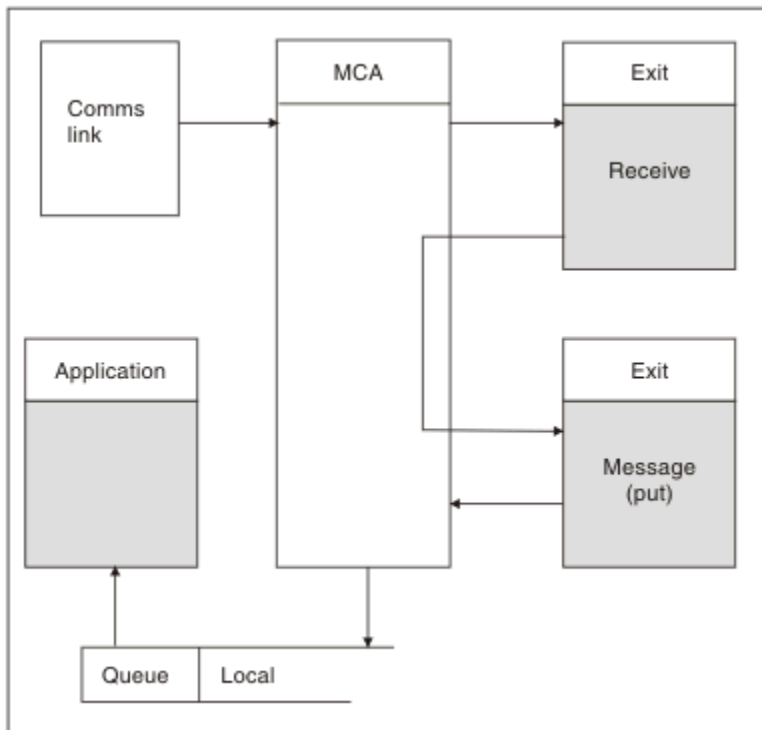 Comms
link
MCA
Exit
Receive
Application
Exit
Message
(put)
Queue
Local